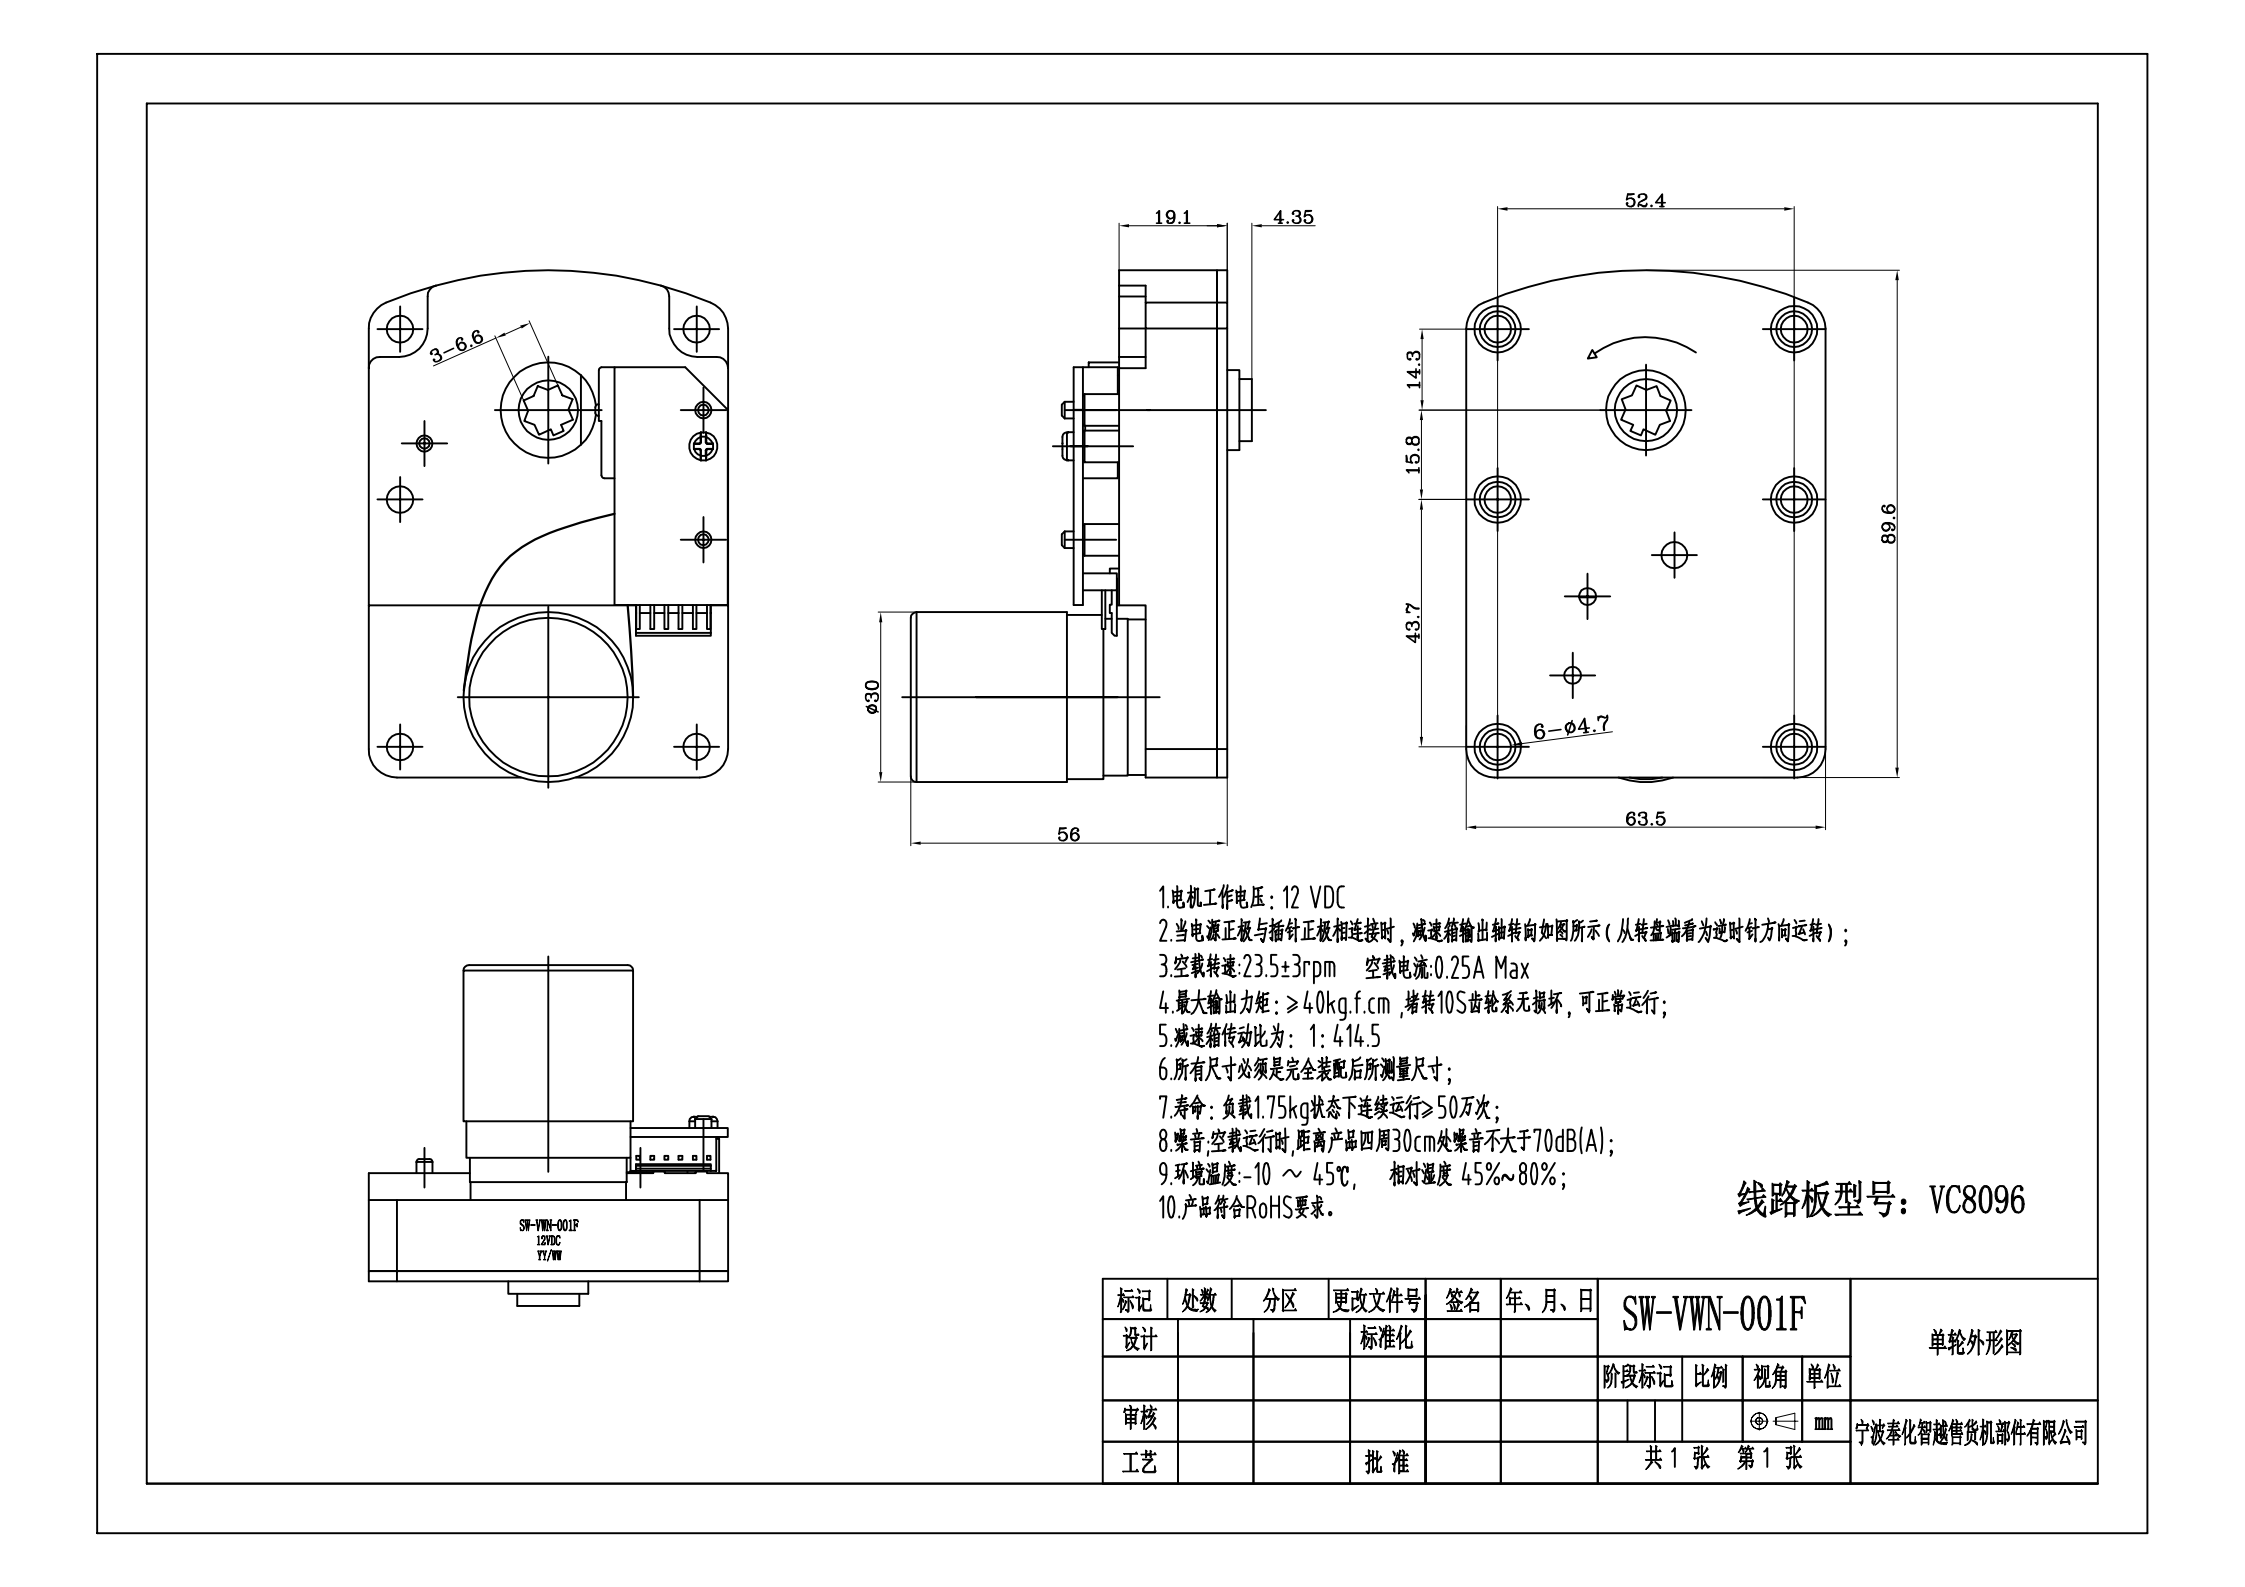 52.4
19.1
4.35
3-6.6
14.3
15.8
43.7
89.6
ø30
6-ø4.7
63.5
56
1.电机工作电压: 12 VDC
2.当电源正极与插针正极相连接时, 减速箱输出轴转向如图所示(从转盘端看为逆时针方向运转);
3.空载转速:23.5±3rpm 空载电流:0.25A Max
4.最大输出力矩: ≥40kg.f.cm ,堵转10S齿轮系无损坏, 可正常运行;
5.减速箱传动比为: 1: 414.5
6.所有尺寸必须是完全装配后所测量尺寸;
7.寿命: 负载1.75kg状态下连续运行≥50万次;
8.噪音;空载运行时,距离产品四周30cm处噪音不大于70dB(A);
9.环境温度:-10 ～ 45℃, 相对湿度 45%~80%;
10.产品符合RoHS要求。
线路板型号: VC8096
SW-VWN-001F
12VDC
YY/WW
标记 处数 分区 更改文件号 签名 年、月、日
SW-VWN-001F
单轮外形图
设计 标准化
阶段标记 比例 视角 单位
审核
mm
宁波奉化智越售货机部件有限公司
工艺 批 准
共 1 张 第 1 张